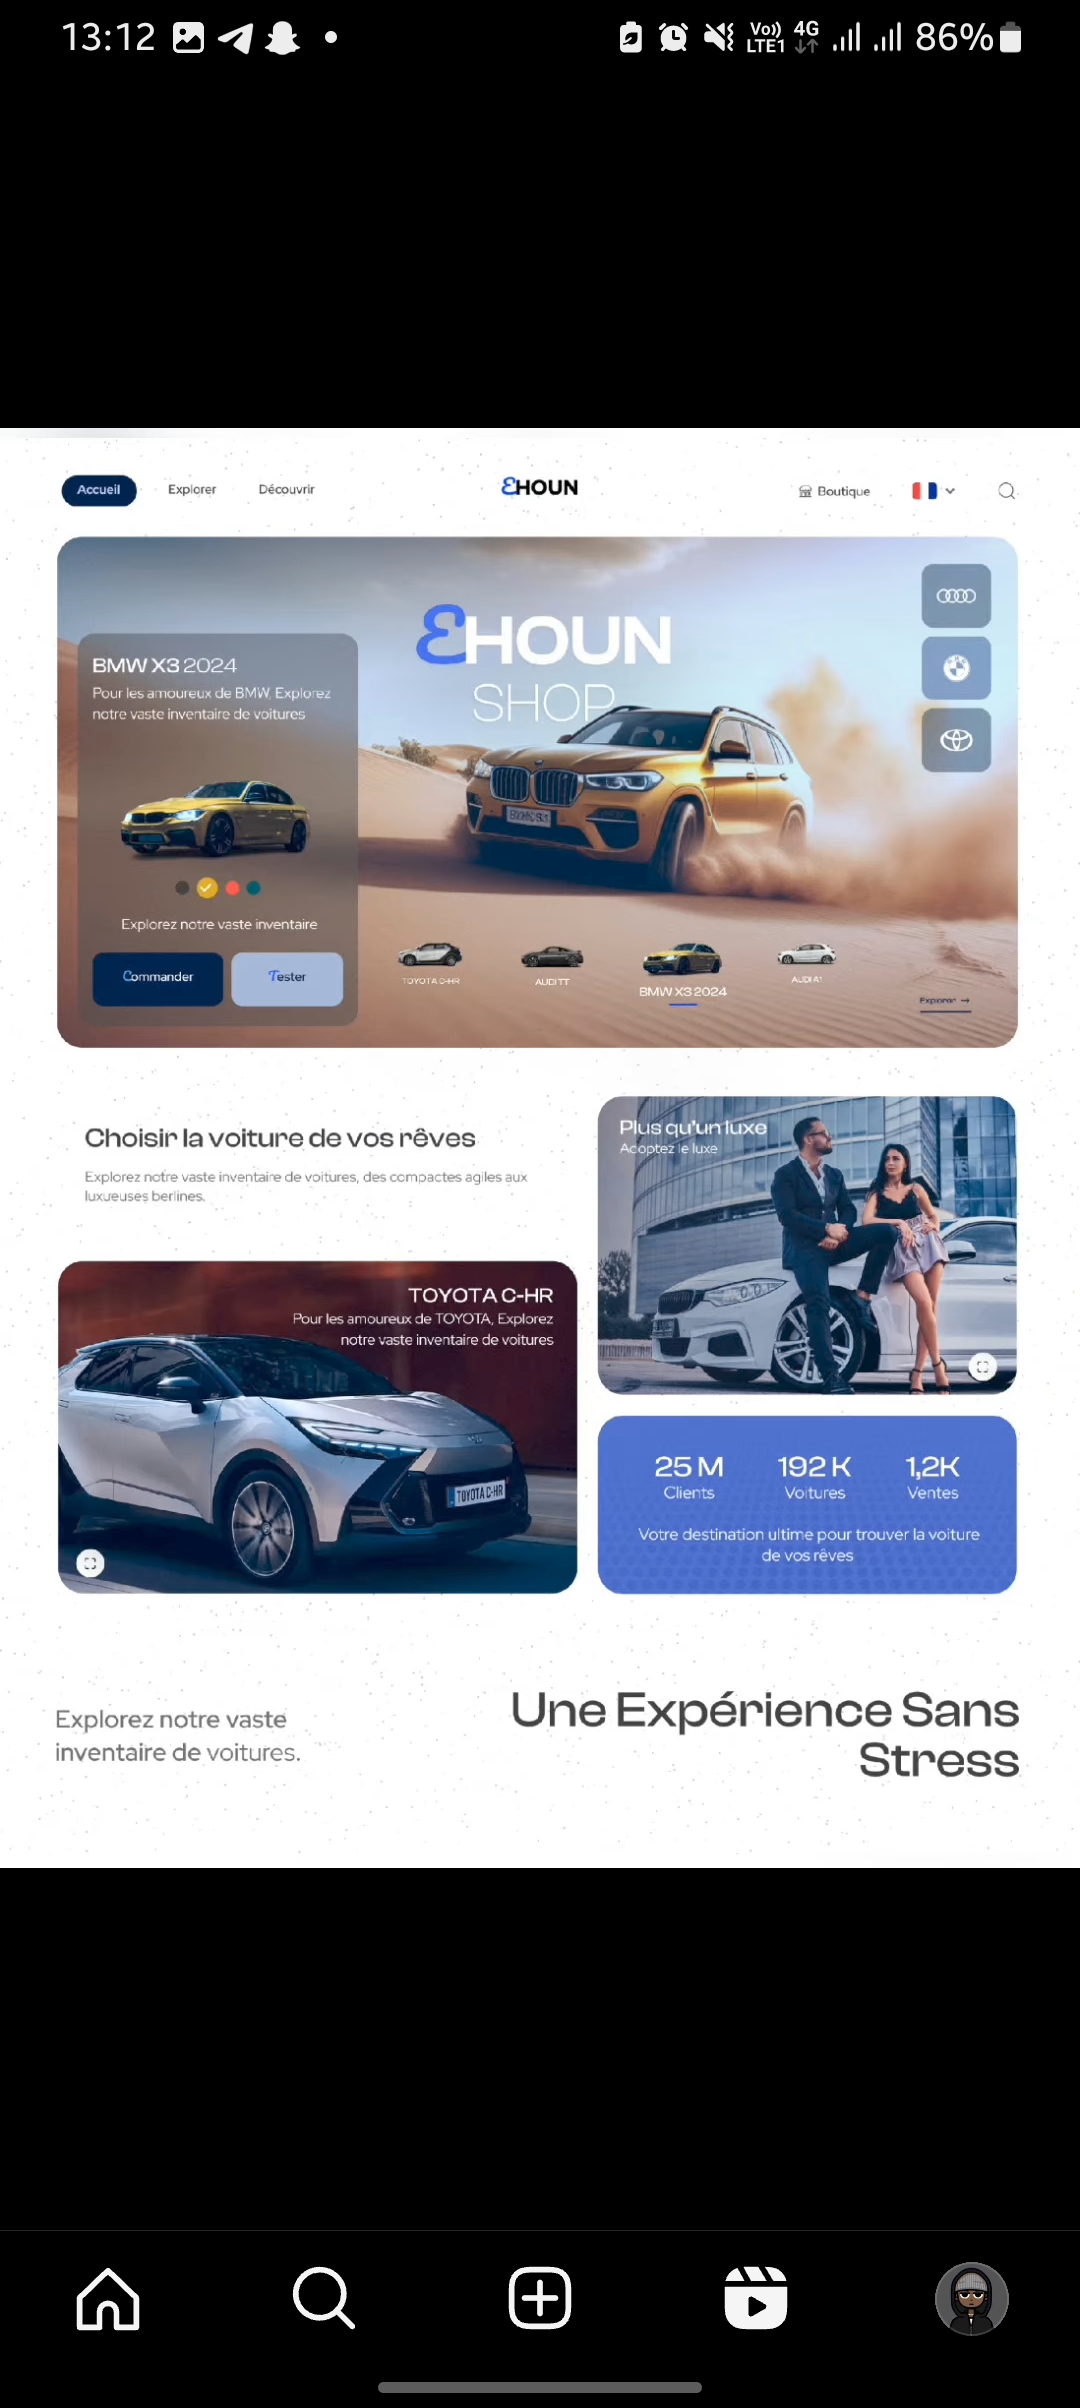 13:12
Vo)) LTE1 4G 86%
Accueil Explorer Découvrir
EHOUN
Boutique
EHOUN
SHOP
BMW X3 2024
Pour les amoureux de BMW, Explorez
notre vaste inventaire de voitures
Explorez notre vaste inventaire
Commander Tester
TOYOTA C-HR
AUDI TT
BMW X3 2024
AUDI A1
Explorer →
Choisir la voiture de vos rêves
Explorez notre vaste inventaire de voitures, des compactes agiles aux
luxueuses berlines.
Plus qu'un luxe
Adoptez le luxe
TOYOTA C-HR
Pour les amoureux de TOYOTA, Explorez
notre vaste inventaire de voitures
TOYOTA C-HR
25 M 192 K 1,2K
Clients Voitures Ventes
Votre destination ultime pour trouver la voiture
de vos rêves
Explorez notre vaste
inventaire de voitures.
Une Expérience Sans
Stress